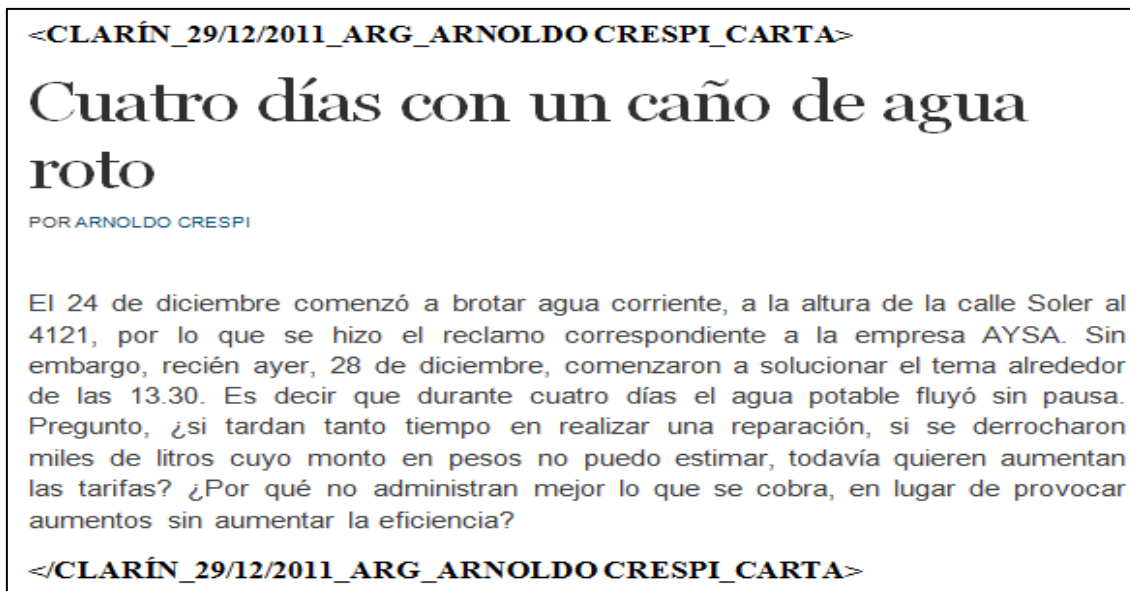 <CLARÍN_29/12/2011_ARG_ARNOLDO CRESPI_CARTA>
Cuatro días con un caño de agua
roto
POR ARNOLDO CRESPI
El 24 de diciembre comenzó a brotar agua corriente, a la altura de la calle Soler al
4121, por lo que se hizo el reclamo correspondiente a la empresa AYSA. Sin
embargo, recién ayer, 28 de diciembre, comenzaron a solucionar el tema alrededor
de las 13.30. Es decir que durante cuatro días el agua potable fluyó sin pausa.
Pregunto, ¿si tardan tanto tiempo en realizar una reparación, si se derrocharon
miles de litros cuyo monto en pesos no puedo estimar, todavía quieren aumentan
las tarifas? ¿Por qué no administran mejor lo que se cobra, en lugar de provocar
aumentos sin aumentar la eficiencia?
</CLARÍN_29/12/2011_ARG_ARNOLDO CRESPI_CARTA>